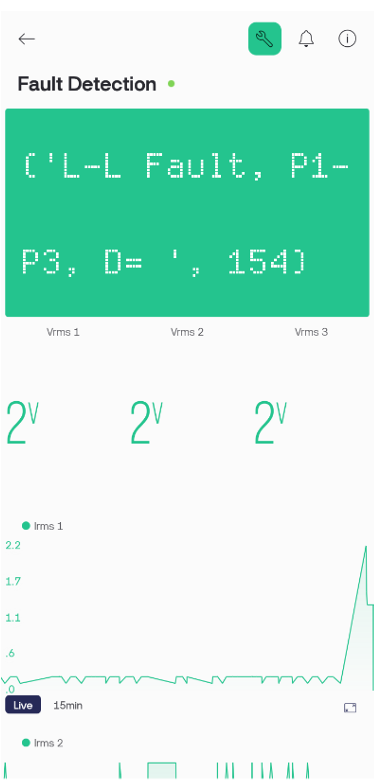 Fault Detection
('L-L Fault, P1-
P3, D= ', 154)
Vrms 1 Vrms 2 Vrms 3
2V 2V 2V
Irms 1
2.2
1.7
1.1
.6
.0
Live 15min
Irms 2